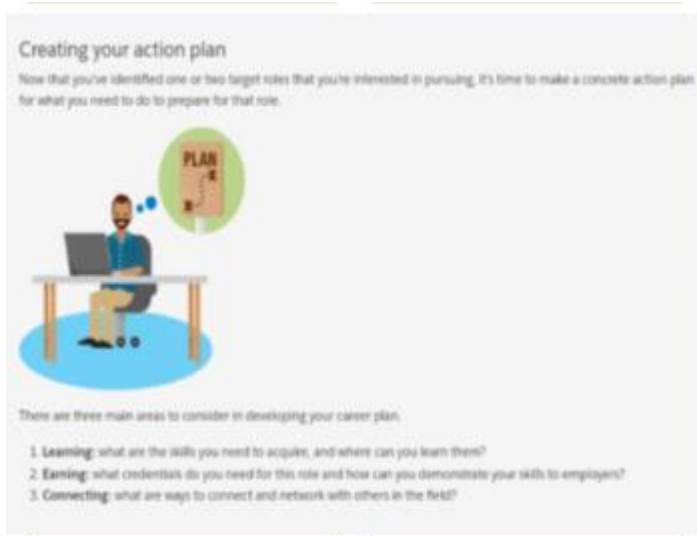 Creating your action plan
Now that you've identified one or two target roles that you're interested in pursuing, it's time to make a concrete action plan
for what you need to do to prepare for that role.
PLAN
There are three main areas to consider in developing your career plan.
1. Learning: what are the skills you need to acquire, and where can you learn them?
2. Earning: what credentials do you need for this role and how can you demonstrate your skills to employers?
3. Connecting: what are ways to connect and network with others in the field?